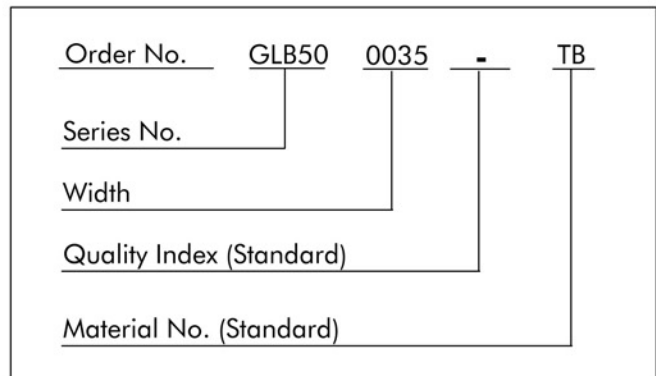 Order No. GLB50 0035 - TB
Series No.
Width
Quality Index (Standard)
Material No. (Standard)